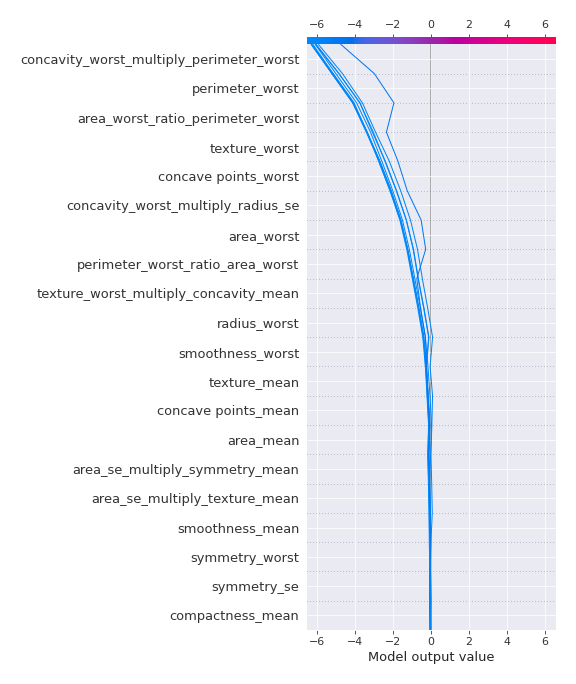 −6 −4 −2 0 2 4 6
concavity_worst_multiply_perimeter_worst
perimeter_worst
area_worst_ratio_perimeter_worst
texture_worst
concave points_worst
concavity_worst_multiply_radius_se
area_worst
perimeter_worst_ratio_area_worst
texture_worst_multiply_concavity_mean
radius_worst
smoothness_worst
texture_mean
concave points_mean
area_mean
area_se_multiply_symmetry_mean
area_se_multiply_texture_mean
smoothness_mean
symmetry_worst
symmetry_se
compactness_mean
−6 −4 −2 0 2 4 6
Model output value